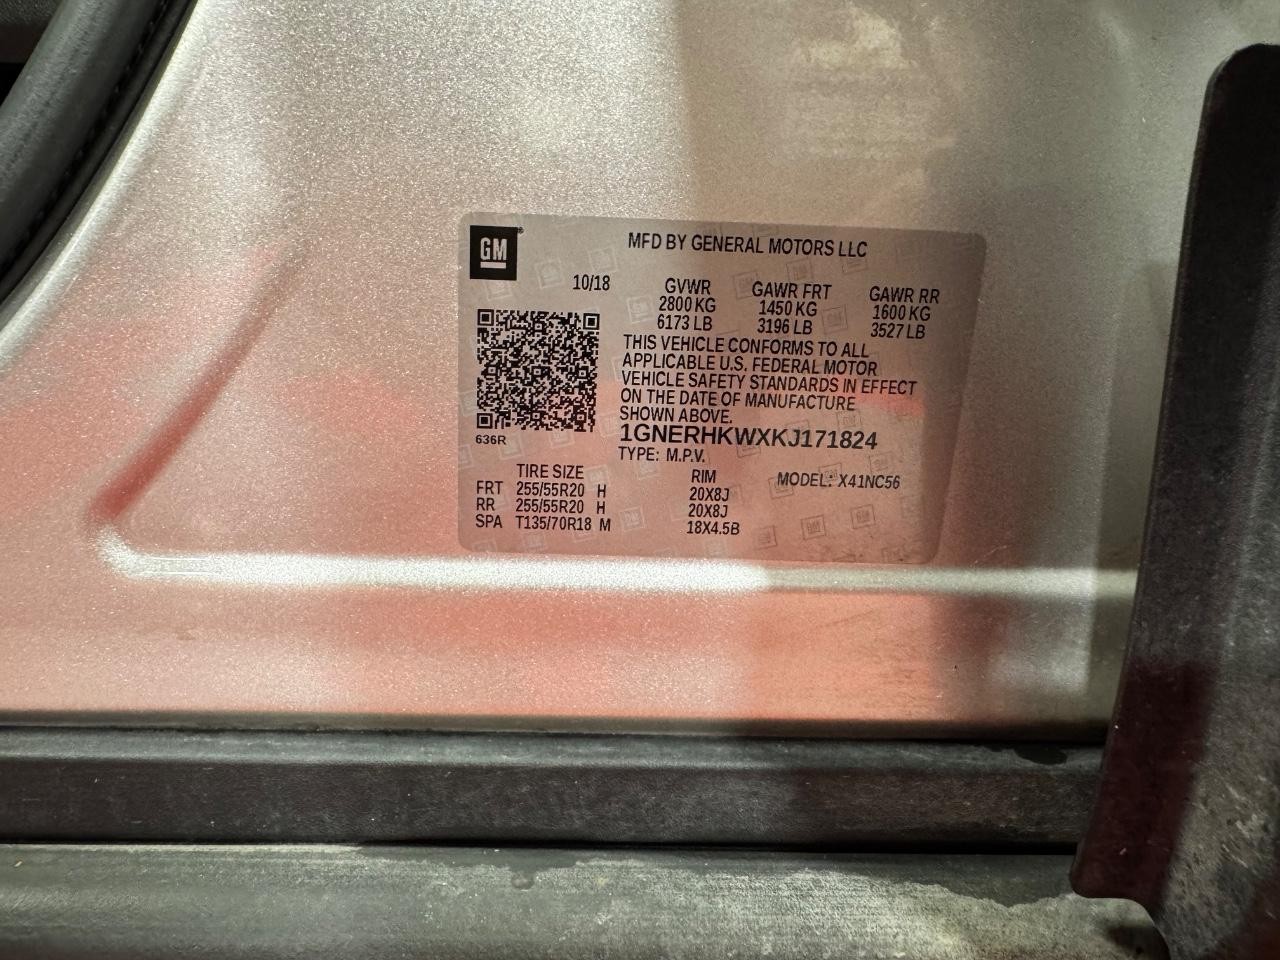 GM
MFD BY GENERAL MOTORS LLC
10/18
GVWR GAWR FRT GAWR RR
2800 KG 1450 KG 1600 KG
6173 LB 3196 LB 3527 LB
THIS VEHICLE CONFORMS TO ALL
APPLICABLE U.S. FEDERAL MOTOR
VEHICLE SAFETY STANDARDS IN EFFECT
ON THE DATE OF MANUFACTURE
SHOWN ABOVE.
636R
1GNERHKWXKJ171824
TYPE: M.P.V.
TIRE SIZE RIM MODEL: X41NC56
FRT 255/55R20 H 20X8J
RR 255/55R20 H 20X8J
SPA T135/70R18 M 18X4.5B